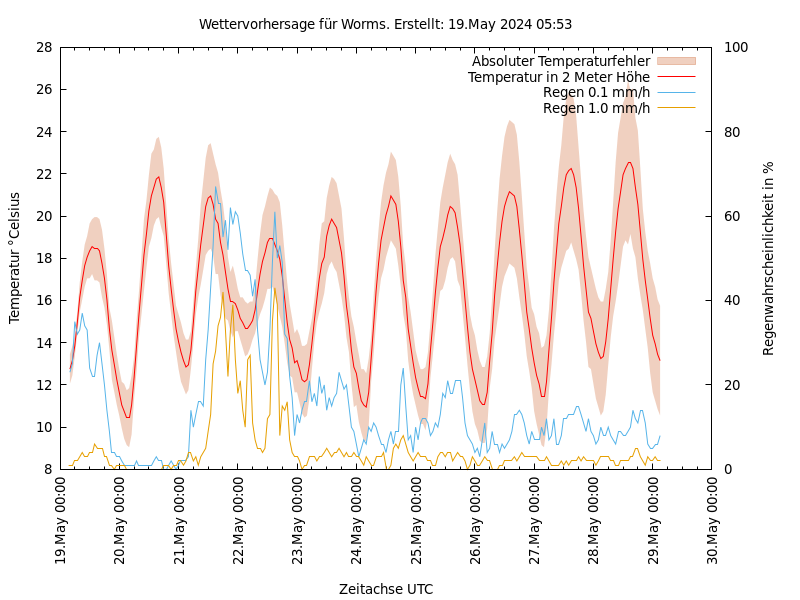 Wettervorhersage für Worms. Erstellt: 19.May 2024 05:53
28
26
24
22
20
18
16
14
12
10
8
100
80
60
40
20
0
Absoluter Temperaturfehler
Temperatur in 2 Meter Höhe
Regen 0.1 mm/h
Regen 1.0 mm/h
Temperatur °Celsius
Regenwahrscheinlichkeit in %
19.May 00:00
20.May 00:00
21.May 00:00
22.May 00:00
23.May 00:00
24.May 00:00
25.May 00:00
26.May 00:00
27.May 00:00
28.May 00:00
29.May 00:00
30.May 00:00
Zeitachse UTC